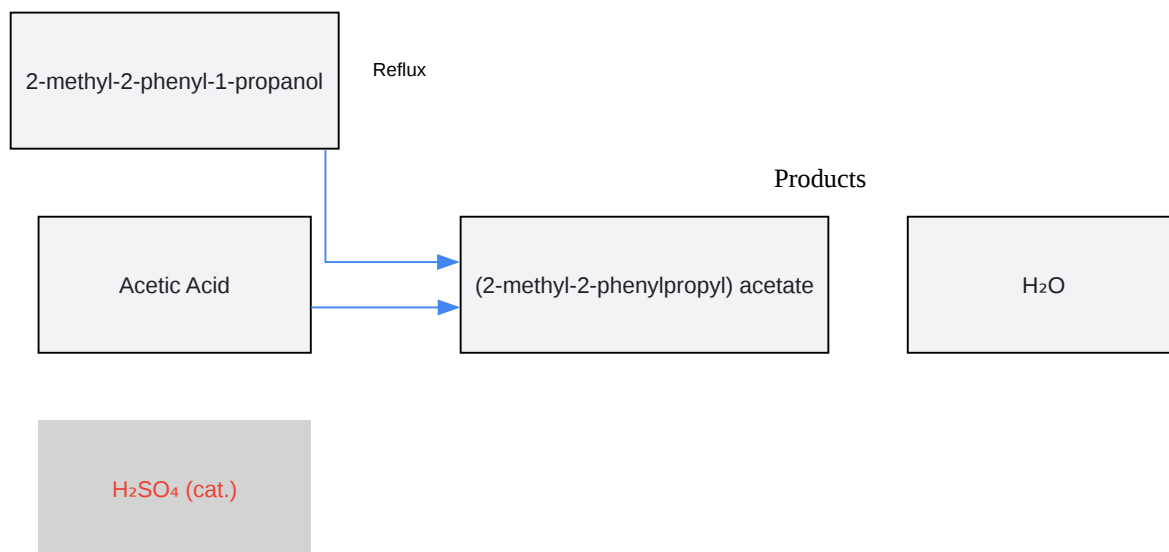 2-methyl-2-phenyl-1-propanol
Reflux
Products
Acetic Acid
(2-methyl-2-phenylpropyl) acetate
H₂O
H₂SO₄ (cat.)